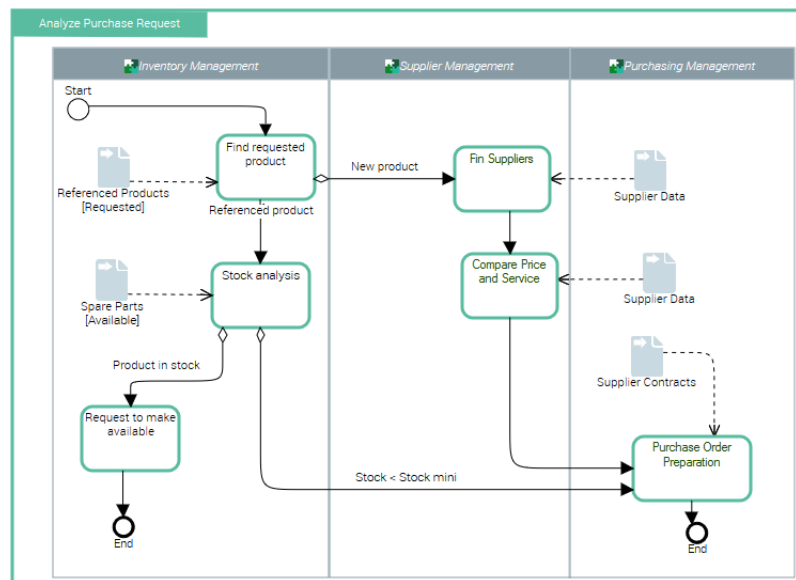 Analyze Purchase Request
Inventory Management
Supplier Management
Purchasing Management
Start
Find requested
product
New product
Fin Suppliers
Referenced Products
[Requested]
Referenced product
Supplier Data
Stock analysis
Compare Price
and Service
Spare Parts
[Available]
Supplier Data
Product in stock
Supplier Contracts
Request to make
available
Purchase Order
Preparation
Stock < Stock mini
End
End